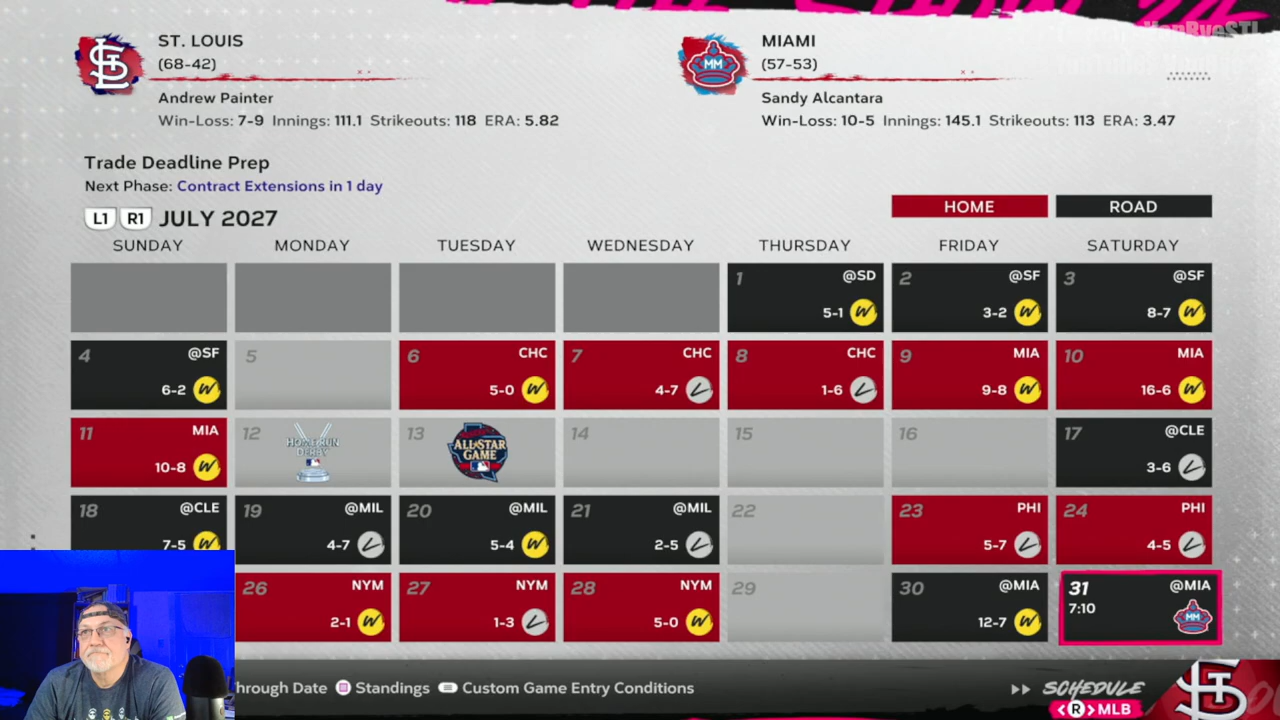 ST. LOUIS
(68-42)
Andrew Painter
Win-Loss: 7-9 Innings: 111.1 Strikeouts: 118 ERA: 5.82
MIAMI
(57-53)
Sandy Alcantara
Win-Loss: 10-5 Innings: 145.1 Strikeouts: 113 ERA: 3.47
Trade Deadline Prep
Next Phase: Contract Extensions in 1 day
L1 R1 JULY 2027
HOME ROAD
SUNDAY MONDAY TUESDAY WEDNESDAY THURSDAY FRIDAY SATURDAY
1 @SD 2 @SF 3 @SF
5-1 W 3-2 W 8-7 W
4 @SF 5 6 CHC 7 CHC 8 CHC 9 MIA 10 MIA
6-2 W 5-0 W 4-7 L 1-6 L 9-8 W 16-6 W
11 MIA 12 HOME RUN DERBY 13 ALL-STAR GAME 14 15 16 17 @CLE
10-8 W 3-6 L
18 @CLE 19 @MIL 20 @MIL 21 @MIL 22 23 PHI 24 PHI
7-5 W 4-7 L 5-4 W 2-5 L 5-7 L 4-5 L
26 NYM 27 NYM 28 NYM 29 30 @MIA 31 @MIA
2-1 W 1-3 L 5-0 W 12-7 W 7:10 MM
hrough Date Standings Custom Game Entry Conditions
SCHEDULE
R MLB